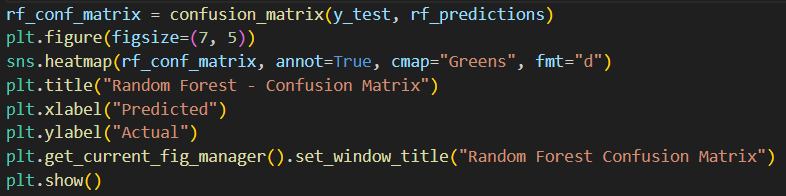 rf_conf_matrix = confusion_matrix(y_test, rf_predictions)
plt.figure(figsize=(7, 5))
sns.heatmap(rf_conf_matrix, annot=True, cmap="Greens", fmt="d")
plt.title("Random Forest - Confusion Matrix")
plt.xlabel("Predicted")
plt.ylabel("Actual")
plt.get_current_fig_manager().set_window_title("Random Forest Confusion Matrix")
plt.show()